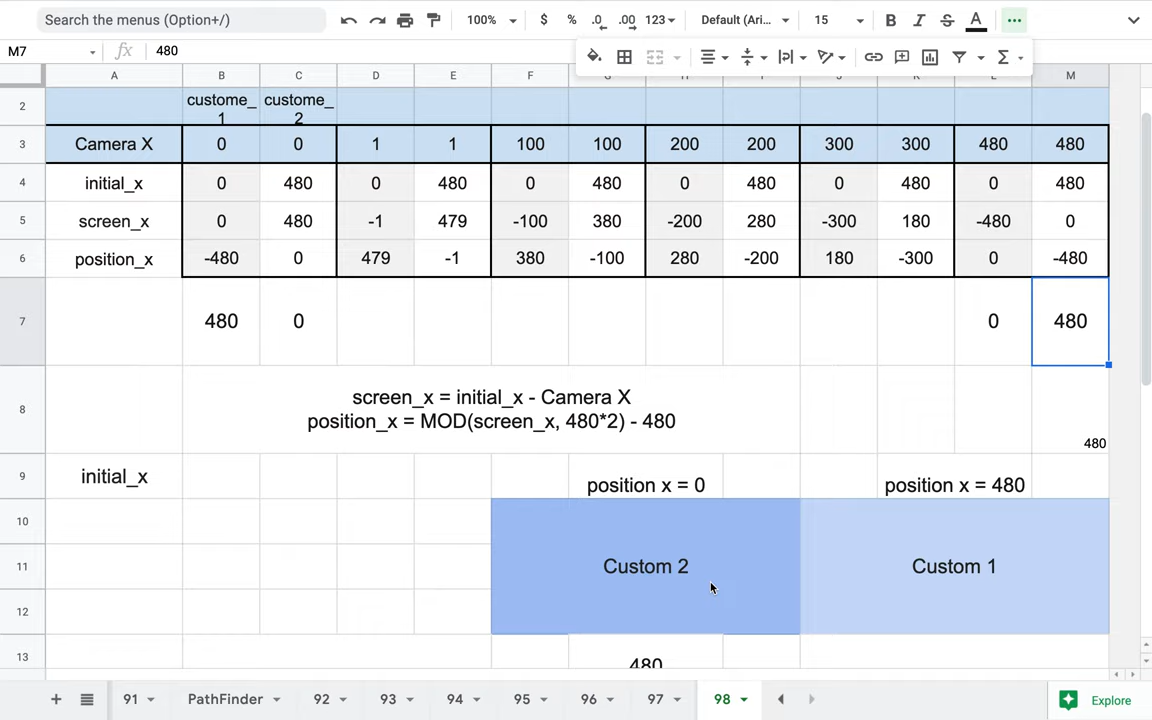 Search the menus (Option+/)
100%
$ % .0 .00 123
Default (Ari...
15
B I S A
M7
fx 480
A B C D E F G H I J K L M
2 custome_1 custome_2
3 Camera X 0 0 1 1 100 100 200 200 300 300 480 480
4 initial_x 0 480 0 480 0 480 0 480 0 480 0 480
5 screen_x 0 480 -1 479 -100 380 -200 280 -300 180 -480 0
6 position_x -480 0 479 -1 380 -100 280 -200 180 -300 0 -480
7 480 0 0 480
8
screen_x = initial_x - Camera X
position_x = MOD(screen_x, 480*2) - 480
480
9 initial_x position x = 0 position x = 480
10
11 Custom 2 Custom 1
12
13 480
91 PathFinder 92 93 94 95 96 97 98
Explore